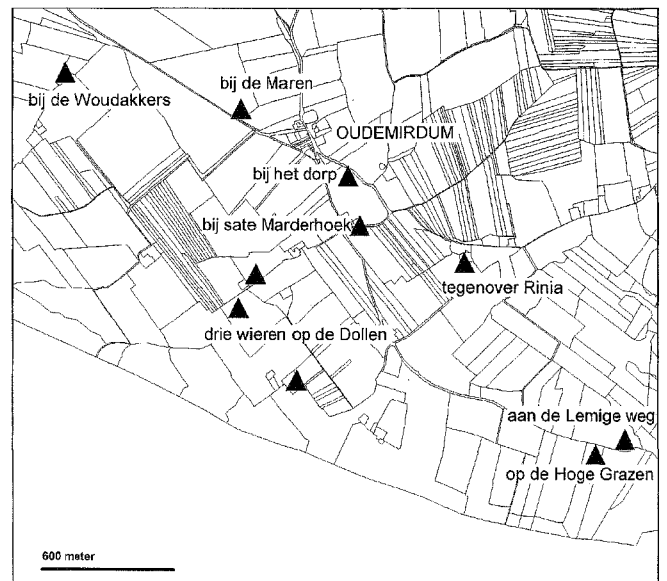 bij de Maren
bij de Woudakkers
OUDEMIRDUM
bij het dorp
bij sate Marderhoek
tegenover Rinia
drie wieren op de Dollen
aan de Lemige weg
op de Hoge Grazen
600 meter